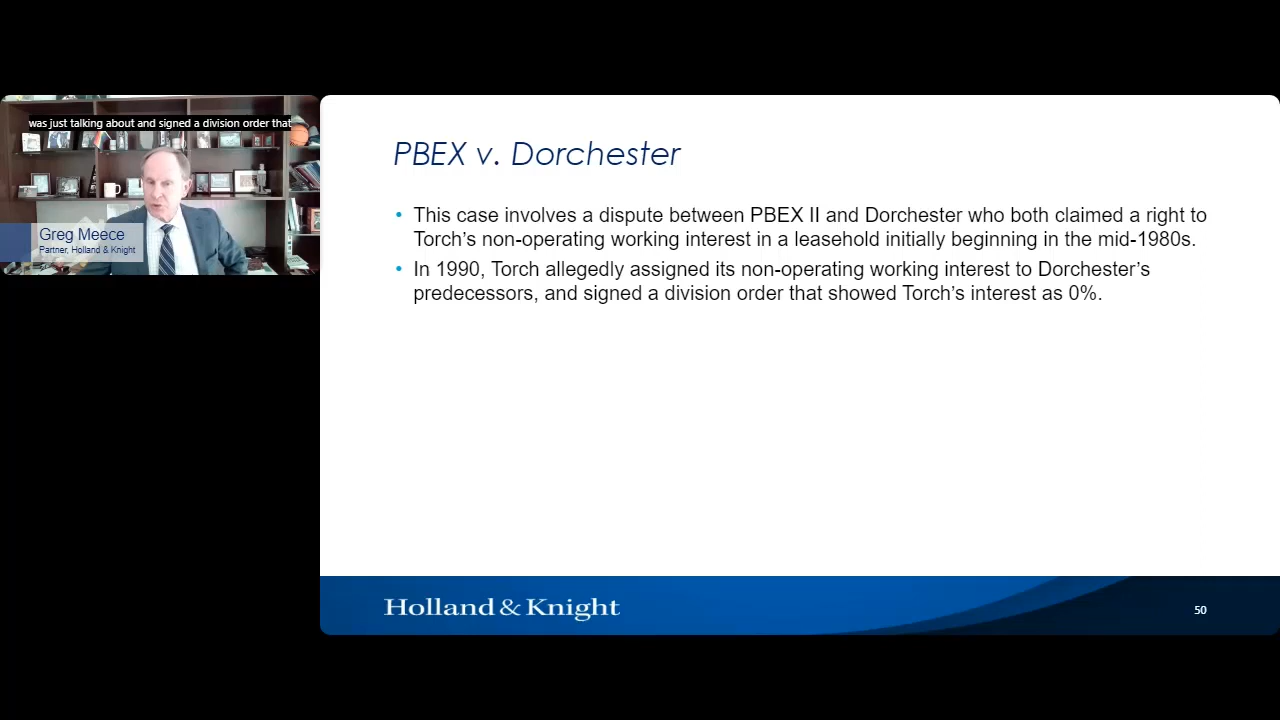 was just talking about and signed a division order that
Greg Meece
Partner, Holland & Knight
PBEX v. Dorchester
• This case involves a dispute between PBEX II and Dorchester who both claimed a right to
Torch’s non-operating working interest in a leasehold initially beginning in the mid-1980s.
• In 1990, Torch allegedly assigned its non-operating working interest to Dorchester’s
predecessors, and signed a division order that showed Torch’s interest as 0%.
Holland & Knight
50